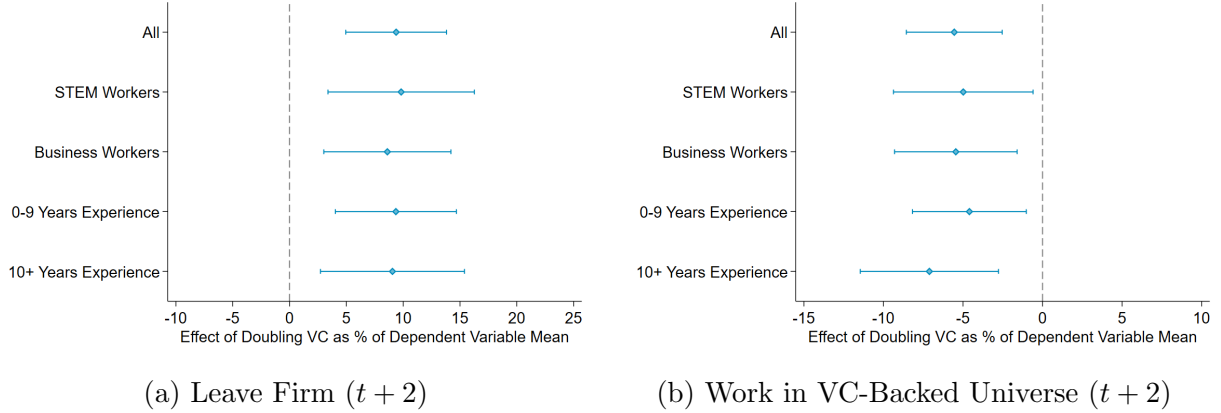 All
STEM Workers
Business Workers
0-9 Years Experience
10+ Years Experience
-10 -5 0 5 10 15 20 25
Effect of Doubling VC as % of Dependent Variable Mean
(a) Leave Firm (t + 2)
All
STEM Workers
Business Workers
0-9 Years Experience
10+ Years Experience
-15 -10 -5 0 5 10
Effect of Doubling VC as % of Dependent Variable Mean
(b) Work in VC-Backed Universe (t + 2)